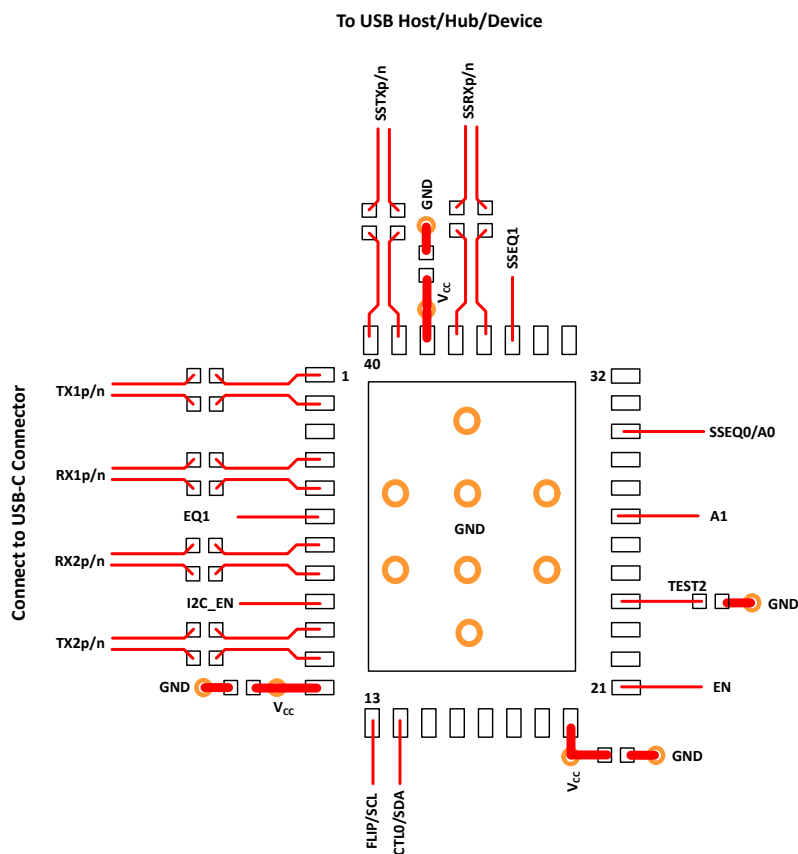 To USB Host/Hub/Device
SSTXp/n
SSRXp/n
GND
SSEQ1
VCC
40
1
32
TX1p/n
SSEQ0/A0
RX1p/n
Connect to USB-C Connector
EQ1
GND
A1
RX2p/n
I2C_EN
TEST2
GND
TX2p/n
GND
VCC
13
21
EN
VCC
GND
FLIP/SCL
CTL0/SDA